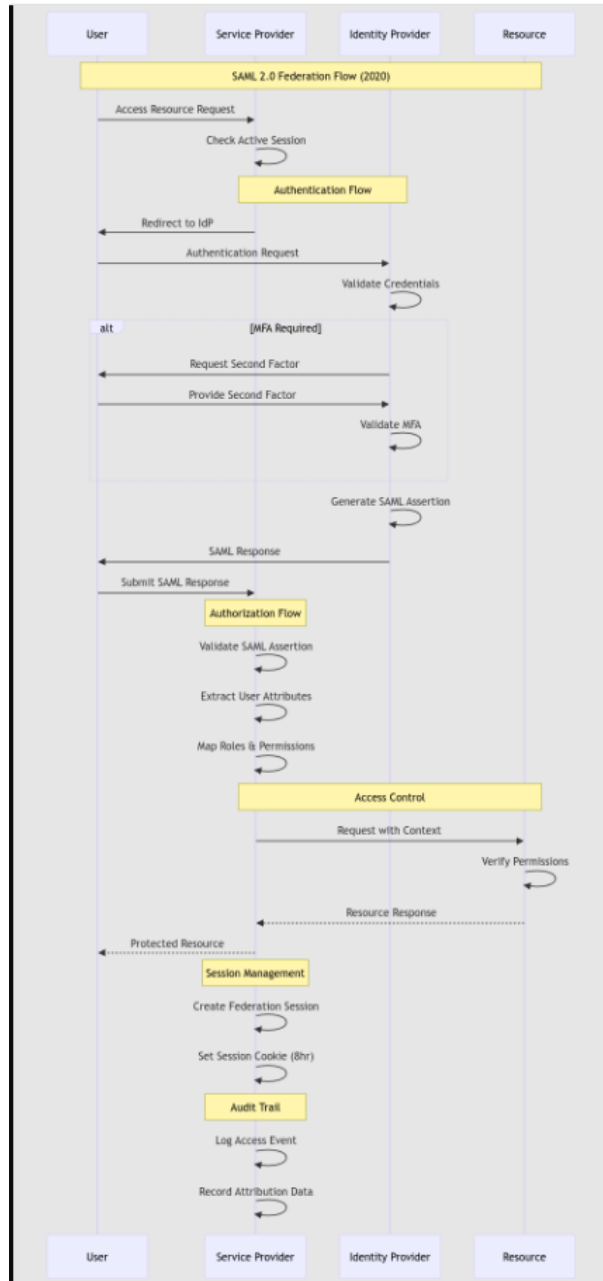 User Service Provider Identity Provider Resource
SAML 2.0 Federation Flow (2020)
Access Resource Request
Check Active Session
Authentication Flow
Redirect to IdP
Authentication Request
Validate Credentials
alt [MFA Required]
Request Second Factor
Provide Second Factor
Validate MFA
Generate SAML Assertion
SAML Response
Submit SAML Response
Authorization Flow
Validate SAML Assertion
Extract User Attributes
Map Roles & Permissions
Access Control
Request with Context
Verify Permissions
Resource Response
Protected Resource
Session Management
Create Federation Session
Set Session Cookie (8hr)
Audit Trail
Log Access Event
Record Attribution Data
User Service Provider Identity Provider Resource